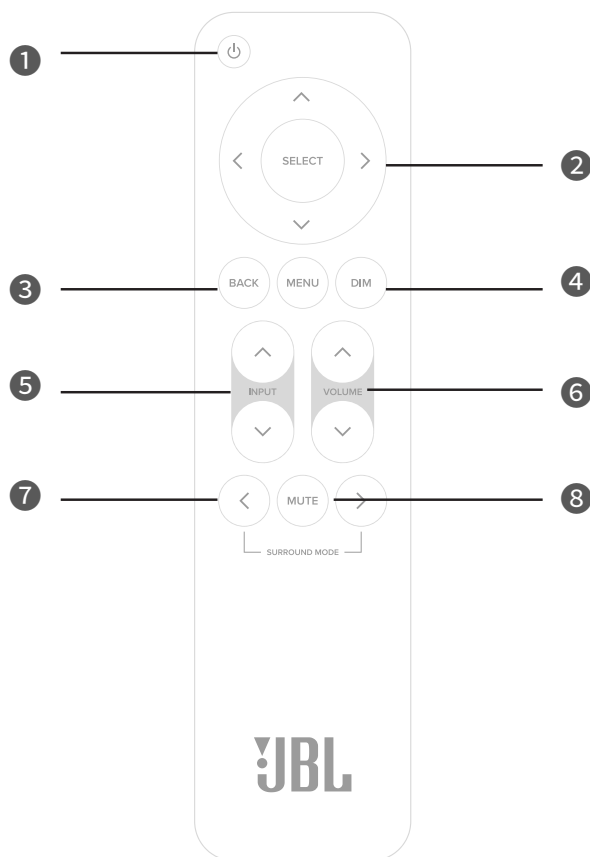 1
SELECT
2
3
BACK MENU DIM
4
5
INPUT VOLUME
6
7
MUTE
8
SURROUND MODE
JBL